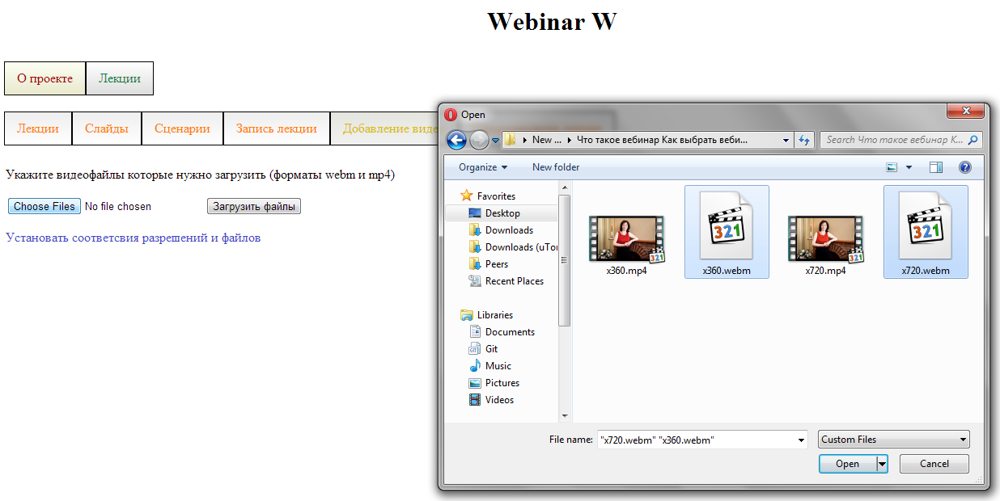 Webinar W
О проекте Лекции
Лекции Слайды Сценарии Запись лекции Добавление виде
Укажите видеофайлы которые нужно загрузить (форматы webm и mp4)
Choose Files No file chosen Загрузить файлы
Установать соответсвия разрешений и файлов
Open
New ... Что такое вебинар Как выбрать веби... Search Что такое вебинар К...
Organize New folder
Favorites
Desktop
Downloads
Downloads (uTor
Peers
Recent Places
Libraries
Documents
Git
Music
Pictures
Videos
321 321 321 321
x360.mp4 x360.webm x720.mp4 x720.webm
File name: "x720.webm" "x360.webm" Custom Files
Open Cancel